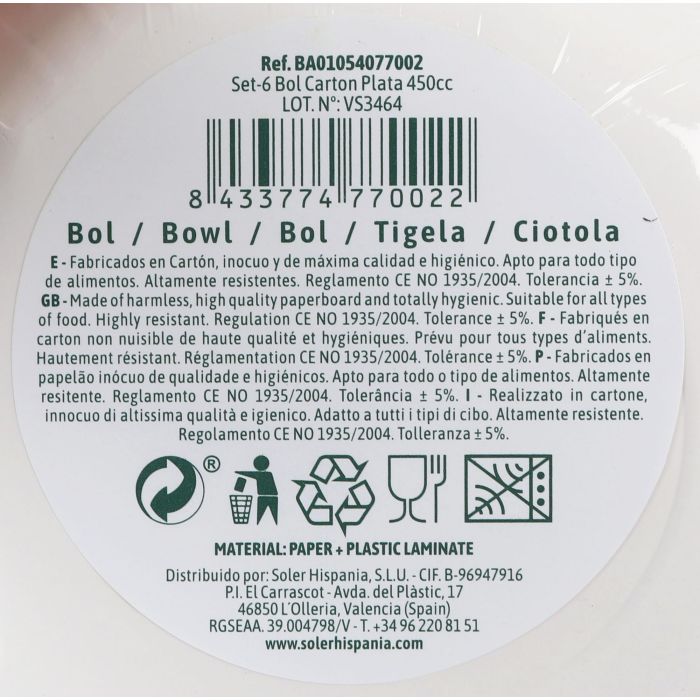 Ref. BA01054077002
Set-6 Bol Carton Plata 450cc
LOT. Nº: VS3464
8 433774 770022
Bol / Bowl / Bol / Tigela / Ciotola
E - Fabricados en Cartón, inocuo y de máxima calidad e higiénico. Apto para todo tipo
de alimentos. Altamente resistentes. Reglamento CE NO 1935/2004. Tolerancia ± 5%.
GB - Made of harmless, high quality paperboard and totally hygienic. Suitable for all types
of food. Highly resistant. Regulation CE NO 1935/2004. Tolerance ± 5%. F - Fabriqués en
carton non nuisible de haute qualité et hygiéniques. Prévu pour tous types d'aliments.
Hautement résistant. Réglamentation CE NO 1935/2004. Tolérance ± 5%. P - Fabricados en
papelão inócuo de qualidade e higiénicos. Apto para todo o tipo de alimentos. Altamente
resitente. Reglamento CE NO 1935/2004. Tolerância ± 5%. I - Realizzato in cartone,
innocuo di altissima qualità e igienico. Adatto a tutti i tipi di cibo. Altamente resistente.
Regolamento CE NO 1935/2004. Tolleranza ± 5%.
®
MATERIAL: PAPER + PLASTIC LAMINATE
Distribuido por: Soler Hispania, S.L.U. - CIF. B-96947916
P.I. El Carrascot - Avda. del Plàstic, 17
46850 L'Olleria, Valencia (Spain)
RGSEAA. 39.004798/V - T. +34 96 220 81 51
www.solerhispania.com